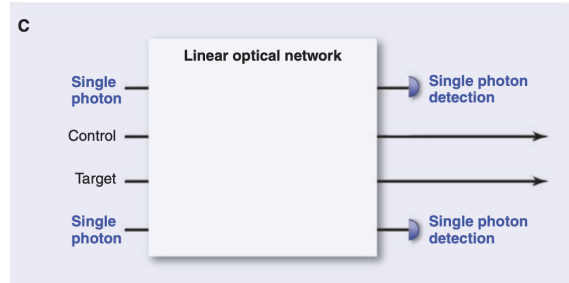 C
Linear optical network
Single
photon
Single photon
detection
Control
Target
Single
photon
Single photon
detection